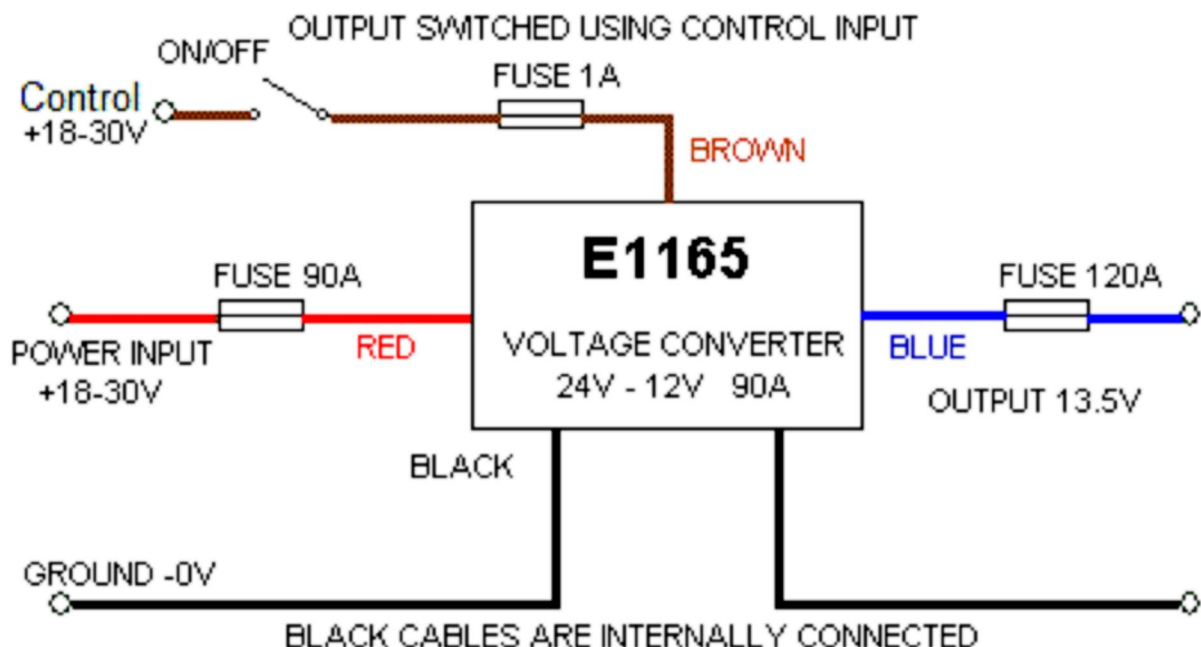 OUTPUT SWITCHED USING CONTROL INPUT
ON/OFF
FUSE 1A
Control
+18-30V
BROWN
E1165
FUSE 90A
FUSE 120A
POWER INPUT
+18-30V
RED
VOLTAGE CONVERTER
24V - 12V 90A
BLUE
OUTPUT 13.5V
BLACK
GROUND -0V
BLACK CABLES ARE INTERNALLY CONNECTED